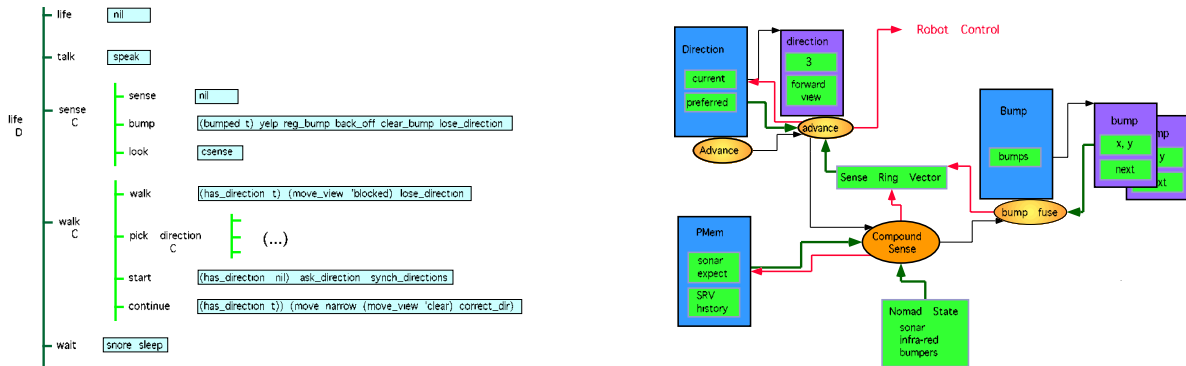 life nil
talk speak
sense nil
sense
C
life
D
bump (bumped t) yelp reg_bump back_off clear_bump lose_direction
look csense
walk (has_direction t) (move_view 'blocked) lose_direction
walk
C
pick direction
C
(...)
start (has_direction nil) ask_direction synch_directions
continue (has_direction t)) (move narrow (move_view 'clear) correct_dir)
wait snore sleep
Robot Control
Direction
current
preferred
direction
3
forward
view
advance
Advance
Sense Ring Vector
Bump
bumps
bump
x, y
next
mp
y
xt
bump fuse
PMem
sonar
expect
SRV
history
Compound
Sense
Nomad State
sonar
infra-red
bumpers